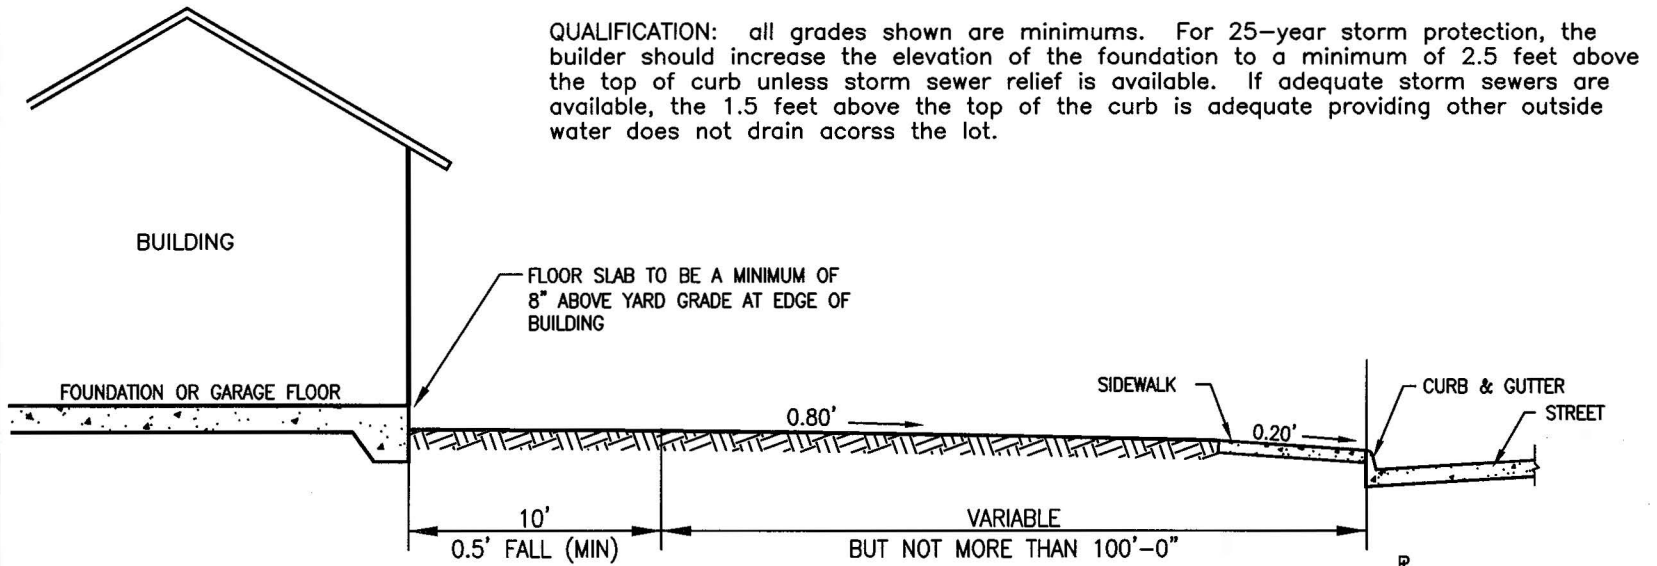 QUALIFICATION: all grades shown are minimums. For 25-year storm protection, the
builder should increase the elevation of the foundation to a minimum of 2.5 feet above
the top of curb unless storm sewer relief is available. If adequate storm sewers are
available, the 1.5 feet above the top of the curb is adequate providing other outside
water does not drain acorss the lot.
BUILDING
FLOOR SLAB TO BE A MINIMUM OF
8" ABOVE YARD GRADE AT EDGE OF
BUILDING
FOUNDATION OR GARAGE FLOOR
SIDEWALK
CURB & GUTTER
STREET
0.80'
0.20'
10'
0.5' FALL (MIN)
VARIABLE
BUT NOT MORE THAN 100'-0"